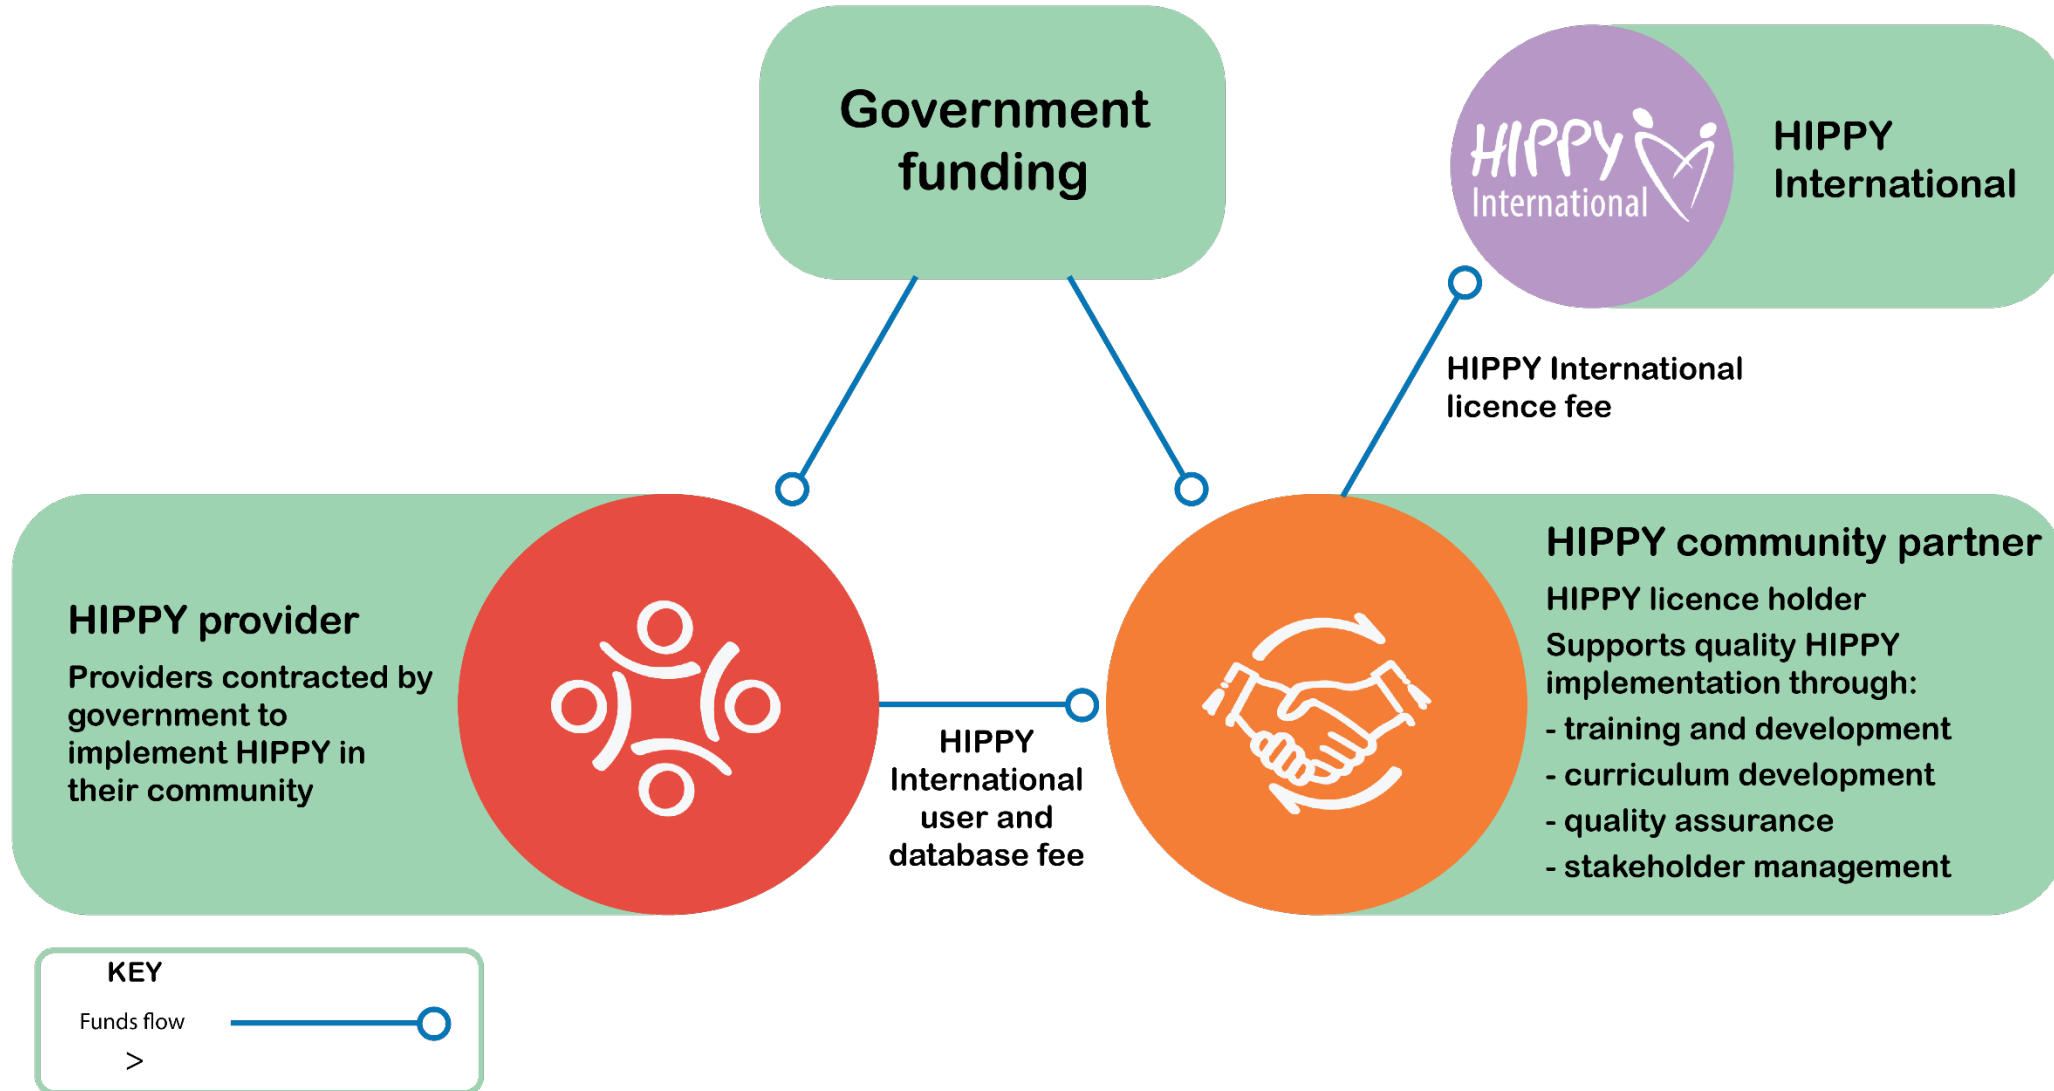 Government
funding
HIPPY
International
HIPPY
International
HIPPY International
licence fee
HIPPY provider
Providers contracted by
government to
implement HIPPY in
their community
HIPPY
International
user and
database fee
HIPPY community partner
HIPPY licence holder
Supports quality HIPPY
implementation through:
- training and development
- curriculum development
- quality assurance
- stakeholder management
KEY
Funds flow
>